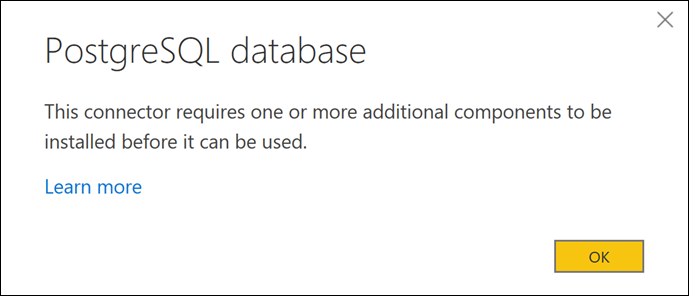 PostgreSQL database
This connector requires one or more additional components to be
installed before it can be used.
Learn more
OK